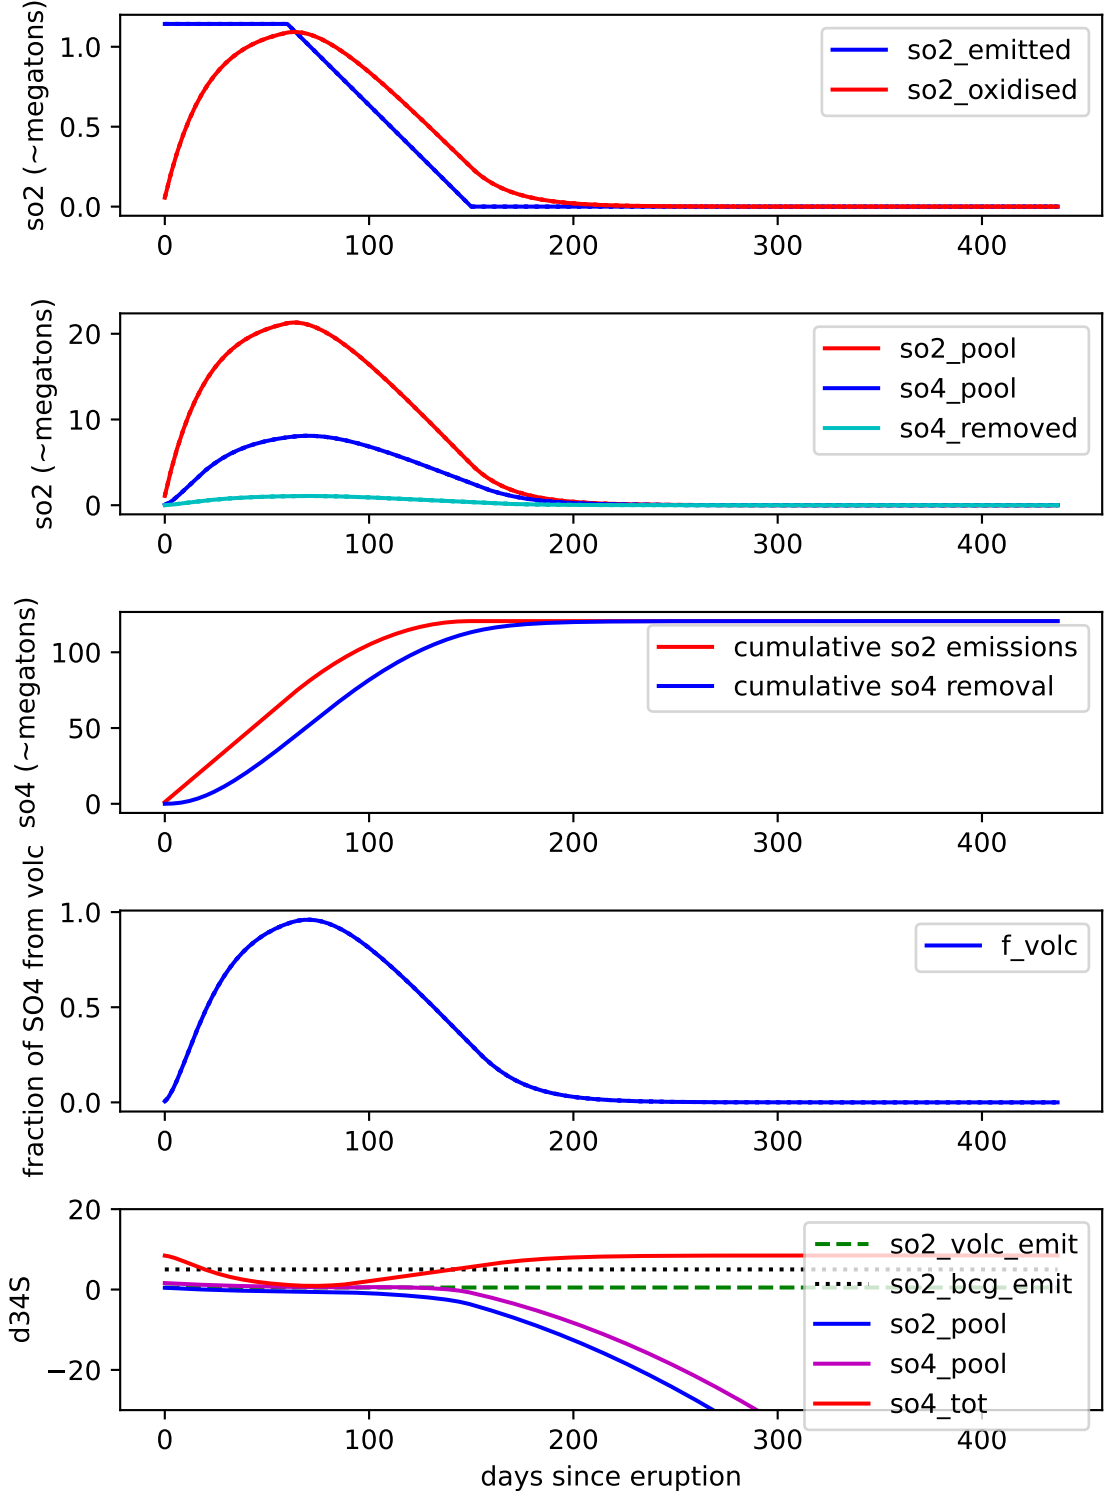 so2 (~megatons)
1.0
0.5
0.0
so2_emitted
so2_oxidised
0 100 200 300 400
so2 (~megatons)
20
10
0
so2_pool
so4_pool
so4_removed
0 100 200 300 400
so4 (~megatons)
100
50
0
cumulative so2 emissions
cumulative so4 removal
0 100 200 300 400
fraction of SO4 from volc
1.0
0.5
0.0
f_volc
0 100 200 300 400
d34S
20
0
−20
so2_volc_emit
so2_bcg_emit
so2_pool
so4_pool
so4_tot
0 100 200 300 400
days since eruption